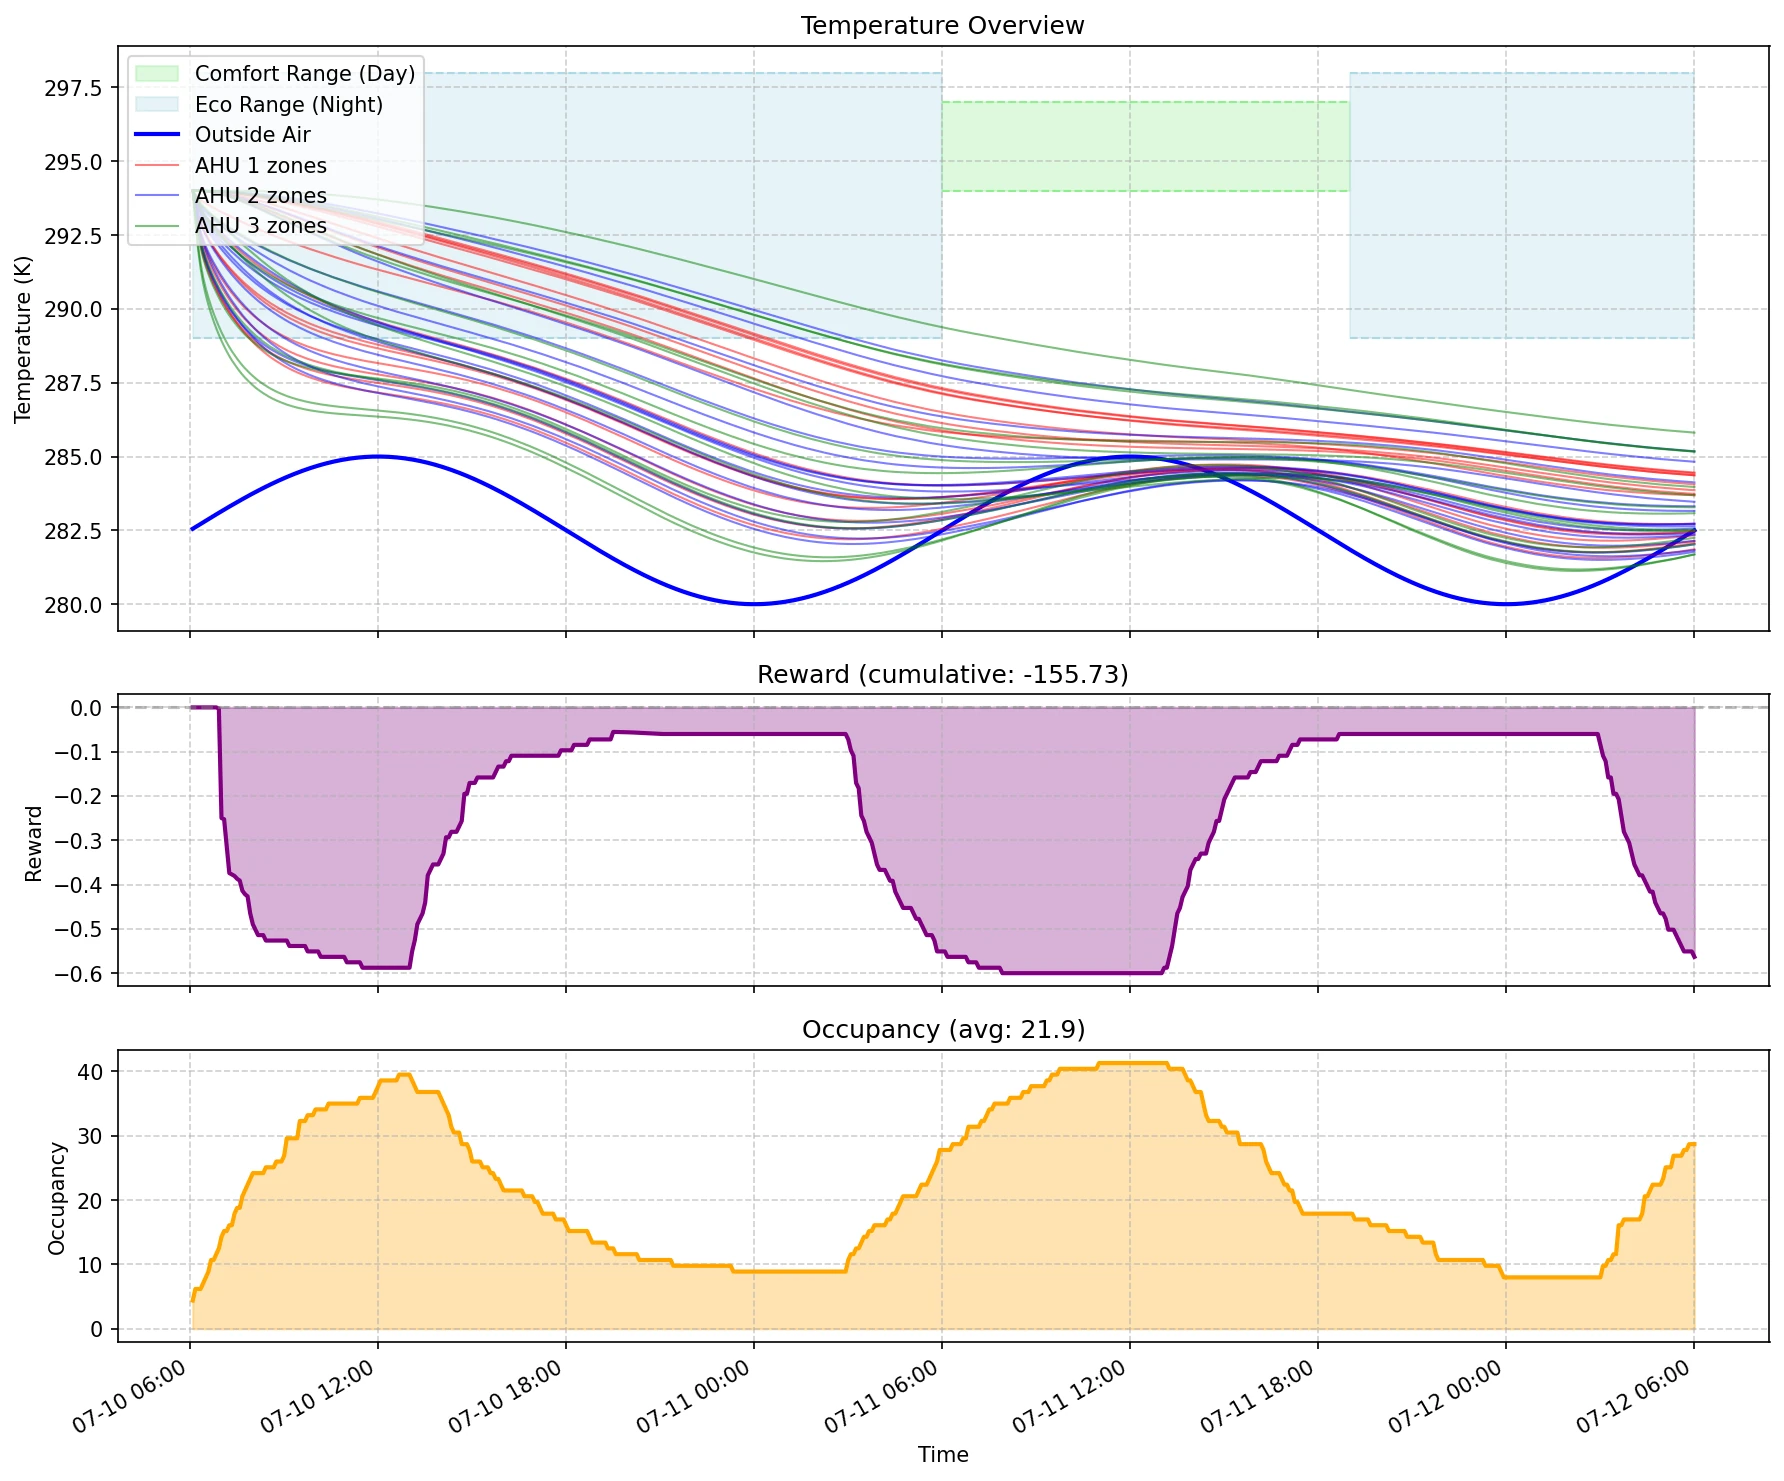 Temperature Overview
Temperature (K)
297.5
295.0
292.5
290.0
287.5
285.0
282.5
280.0
Comfort Range (Day)
Eco Range (Night)
Outside Air
AHU 1 zones
AHU 2 zones
AHU 3 zones
Reward (cumulative: -155.73)
Reward
0.0
−0.1
−0.2
−0.3
−0.4
−0.5
−0.6
Occupancy (avg: 21.9)
Occupancy
40
30
20
10
0
07-10 06:00
07-10 12:00
07-10 18:00
07-11 00:00
07-11 06:00
07-11 12:00
07-11 18:00
07-12 00:00
07-12 06:00
Time